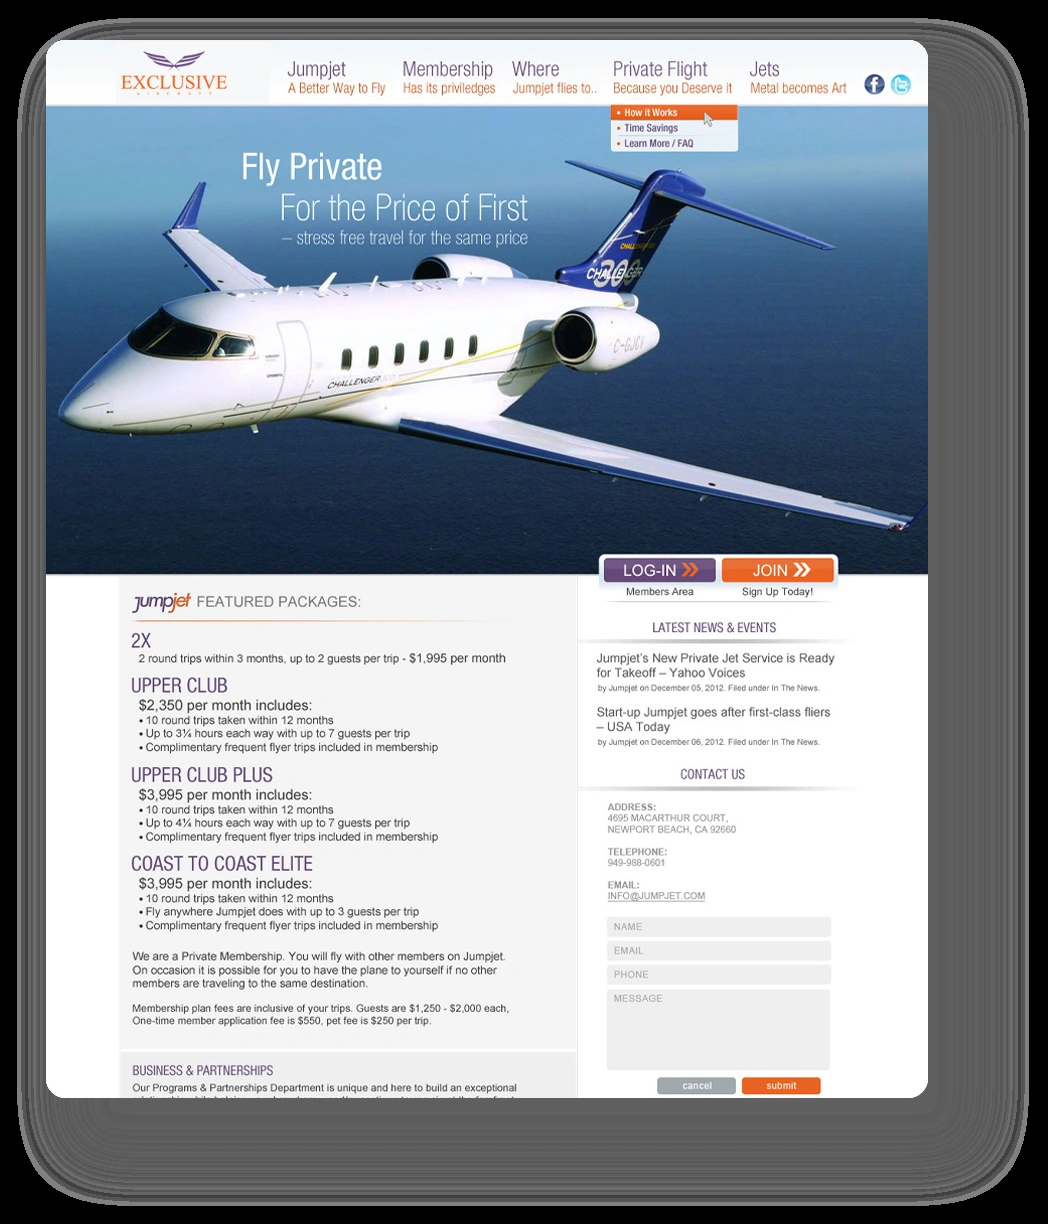 EXCLUSIVE
AIRCRAFT
Jumpjet
A Better Way to Fly
Membership
Has its priviledges
Where
Jumpjet flies to..
Private Flight
Because you Deserve it
Jets
Metal becomes Art
• How it Works
• Time Savings
• Learn More / FAQ
Fly Private
For the Price of First
– stress free travel for the same price
CHALLENGER
300
C-GJCV
CHALLENGER 300
LOG-IN
JOIN
Members Area
Sign Up Today!
jumpjet FEATURED PACKAGES:
2X
2 round trips within 3 months, up to 2 guests per trip - $1,995 per month
UPPER CLUB
$2,350 per month includes:
• 10 round trips taken within 12 months
• Up to 3¼ hours each way with up to 7 guests per trip
• Complimentary frequent flyer trips included in membership
UPPER CLUB PLUS
$3,995 per month includes:
• 10 round trips taken within 12 months
• Up to 4¼ hours each way with up to 7 guests per trip
• Complimentary frequent flyer trips included in membership
COAST TO COAST ELITE
$3,995 per month includes:
• 10 round trips taken within 12 months
• Fly anywhere Jumpjet does with up to 3 guests per trip
• Complimentary frequent flyer trips included in membership
We are a Private Membership. You will fly with other members on Jumpjet.
On occasion it is possible for you to have the plane to yourself if no other
members are traveling to the same destination.
Membership plan fees are inclusive of your trips. Guests are $1,250 - $2,000 each,
One-time member application fee is $550, pet fee is $250 per trip.
BUSINESS & PARTNERSHIPS
Our Programs & Partnerships Department is unique and here to build an exceptional
LATEST NEWS & EVENTS
Jumpjet's New Private Jet Service is Ready
for Takeoff – Yahoo Voices
by Jumpjet on December 05, 2012. Filed under In The News.
Start-up Jumpjet goes after first-class fliers
– USA Today
by Jumpjet on December 06, 2012. Filed under In The News.
CONTACT US
ADDRESS:
4695 MACARTHUR COURT,
NEWPORT BEACH, CA 92660
TELEPHONE:
949-988-0601
EMAIL:
INFO@JUMPJET.COM
NAME
EMAIL
PHONE
MESSAGE
cancel
submit